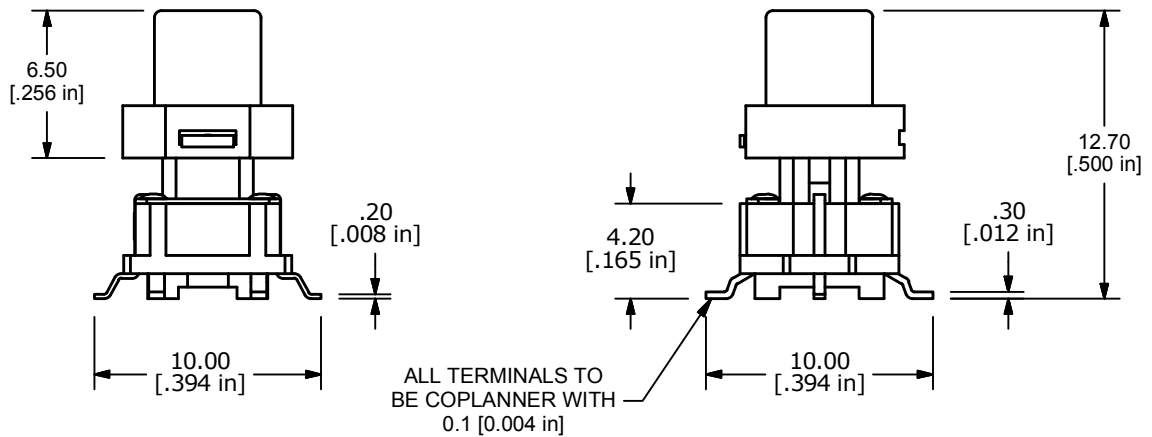 6.50
[.256 in]
.20
[.008 in]
10.00
[.394 in]
4.20
[.165 in]
.30
[.012 in]
12.70
[.500 in]
10.00
[.394 in]
ALL TERMINALS TO
BE COPLANNER WITH
0.1 [0.004 in]